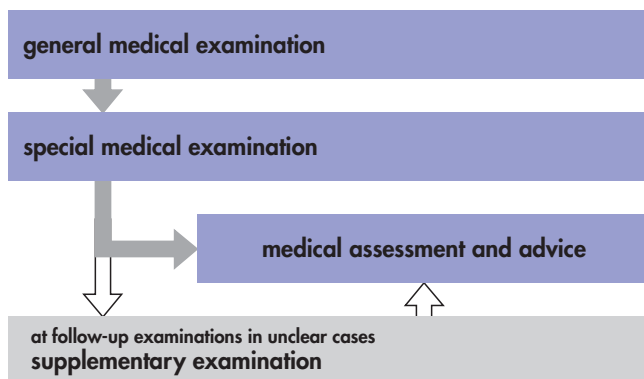 general medical examination
special medical examination
medical assessment and advice
at follow-up examinations in unclear cases
supplementary examination